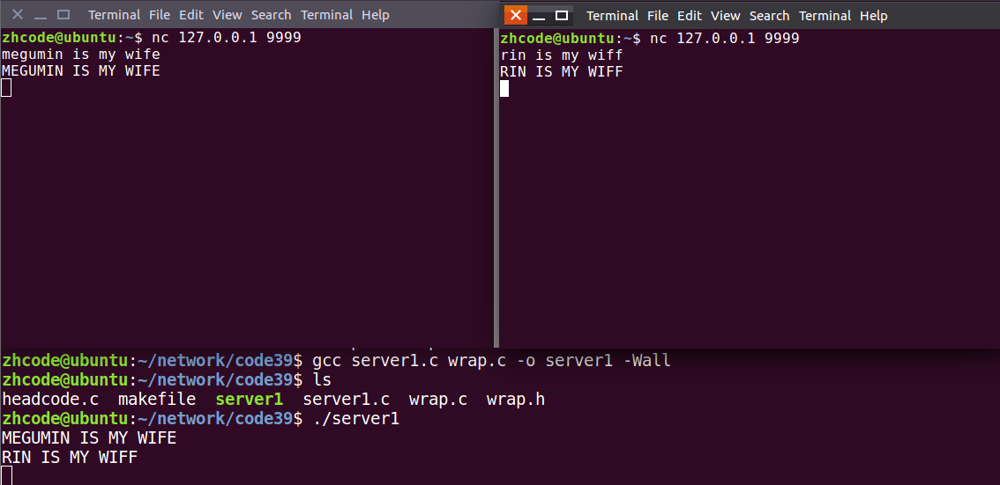 Terminal File Edit View Search Terminal Help
zhcode@ubuntu:~$ nc 127.0.0.1 9999
megumin is my wife
MEGUMIN IS MY WIFE
Terminal File Edit View Search Terminal Help
zhcode@ubuntu:~$ nc 127.0.0.1 9999
rin is my wiff
RIN IS MY WIFF
zhcode@ubuntu:~/network/code39$ gcc server1.c wrap.c -o server1 -Wall
zhcode@ubuntu:~/network/code39$ ls
headcode.c makefile server1 server1.c wrap.c wrap.h
zhcode@ubuntu:~/network/code39$ ./server1
MEGUMIN IS MY WIFE
RIN IS MY WIFF